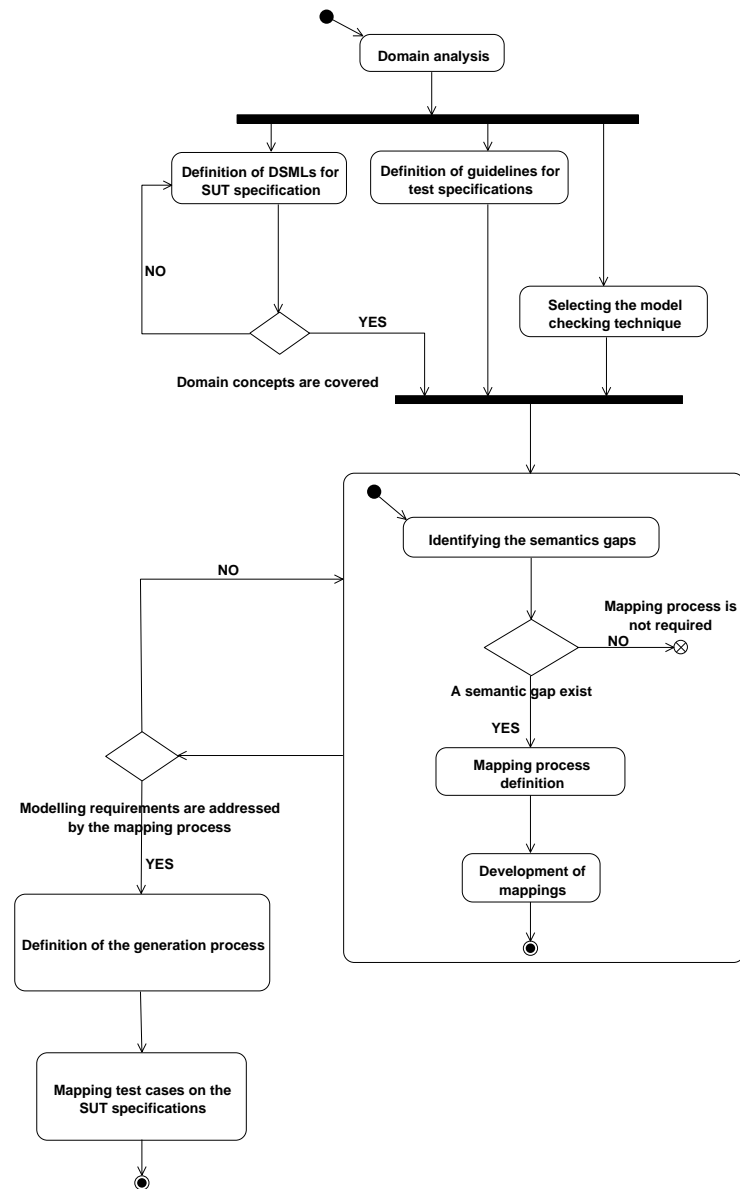 Domain analysis
Definition of DSMLs for
SUT specification
Definition of guidelines for
test specifications
NO
Selecting the model
checking technique
YES
Domain concepts are covered
Identifying the semantics gaps
NO
Mapping process is
not required
NO
A semantic gap exist
YES
Mapping process
definition
Modelling requirements are addressed
by the mapping process
YES
Development of
mappings
Definition of the generation process
Mapping test cases on the
SUT specifications